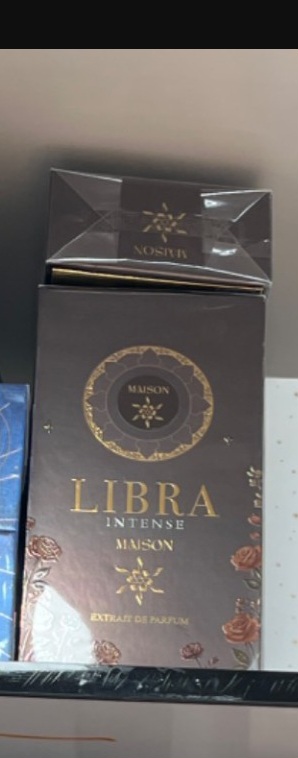 MAISON
MAISON
LIBRA
INTENSE
MAISON
EXTRAIT DE PARFUM